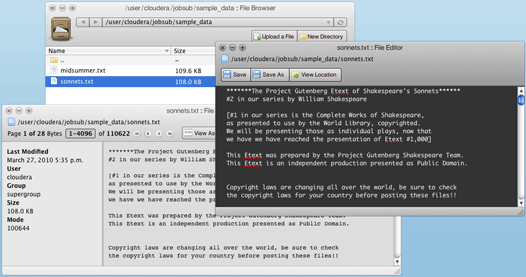 /user/cloudera/jobsub/sample_data :: File Browser
/user/cloudera/jobsub/sample_data/
Upload a File
New Directory
Name
Size
..
–
midsummer.txt
109.6 KB
sonnets.txt
108.0 KB
sonnets.txt :: File Editor
/user/cloudera/jobsub/sample_data/sonnets.txt
Save
Save As
View Location
*******The Project Gutenberg Etext of Shakespeare's Sonnets******
#2 in our series by William Shakespeare
[#1 in our series is the Complete Works of Shakespeare,
as presented to use by the World Library, copyrighted.
We will be presenting those as individual plays, now that
we have we have reached the presentation of Etext #1,000]
This Etext was prepared by the Project Gutenberg Shakespeare Team.
This Etext is an independent production presented as Public Domain.
Copyright laws are changing all over the world, be sure to check
the copyright laws for your country before posting these files!!
sonnets.txt :: File
/user/cloudera/jobsub/sample_data/sonnets.txt
Page 1 of 28 Bytes 1-4096 of 110622
View As
Last Modified
March 27, 2010 5:35 p.m.
User
cloudera
Group
supergroup
Size
108.0 KB
Mode
100644
*******The Project Gutenberg
#2 in our series by William Sh
[#1 in our series is the Compl
as presented to use by the Wor
We will be presenting those as
we have we have reached the pr
This Etext was prepared by the Project Gutenberg Shakespeare Team.
This Etext is an independent production presented as Public Domain.
Copyright laws are changing all over the world, be sure to check
the copyright laws for your country before posting these files!!